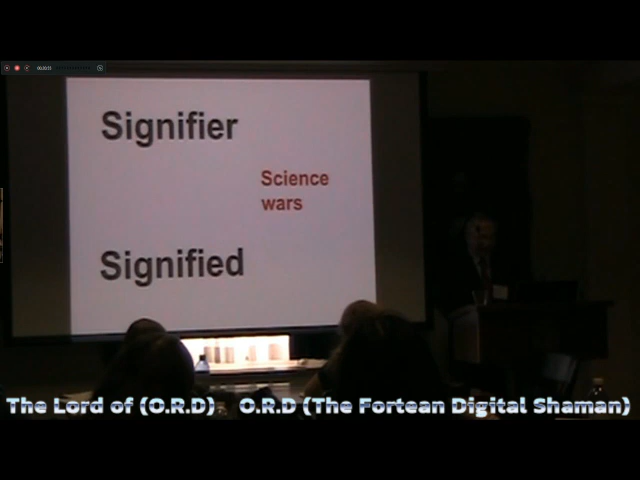 Signifier
Science
wars
Signified
The Lord of (O.R.D) O.R.D (The Fortean Digital Shaman)